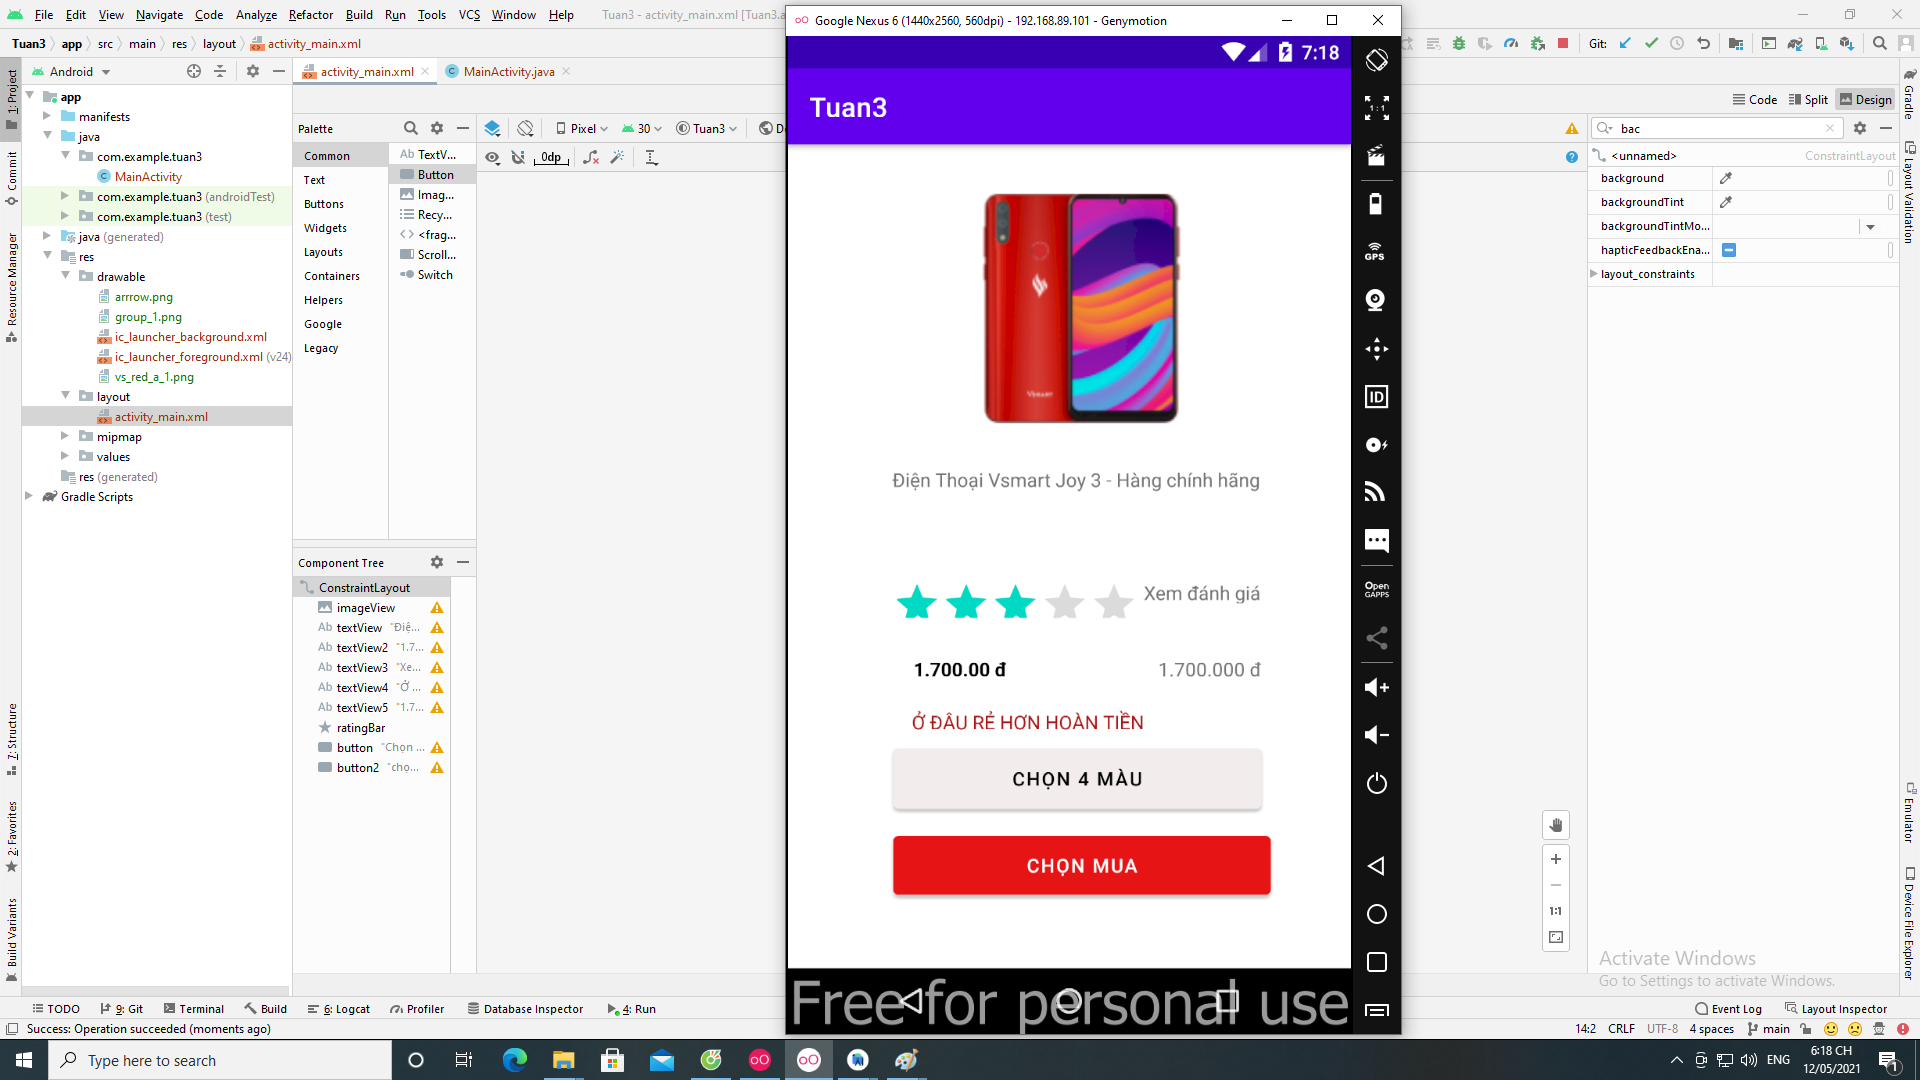 File Edit View Navigate Code Analyze Refactor Build Run Tools VCS Window Help Tuan3 - activity_main.xml [Tuan3.a
Google Nexus 6 (1440x2560, 560dpi) - 192.168.89.101 - Genymotion
Tuan3 app src main res layout activity_main.xml
Git:
7:18
Android
activity_main.xml
MainActivity.java
Code Split Design
Tuan3
1: Project
Commit
Resource Manager
7: Structure
2: Favorites
Build Variants
app
manifests
java
com.example.tuan3
MainActivity
com.example.tuan3 (androidTest)
com.example.tuan3 (test)
java (generated)
res
drawable
arrrow.png
group_1.png
ic_launcher_background.xml
ic_launcher_foreground.xml (v24)
vs_red_a_1.png
layout
activity_main.xml
mipmap
values
res (generated)
Gradle Scripts
Palette
Common
Text
Buttons
Widgets
Layouts
Containers
Helpers
Google
Legacy
Ab TextV...
Button
Imag...
Recy...
<frag...
Scroll...
Switch
Pixel 30 Tuan3
0dp
Component Tree
ConstraintLayout
imageView
Ab textView "Điệ...
Ab textView2 "1.7...
Ab textView3 "Xe...
Ab textView4 "Ở ...
Ab textView5 "1.7...
ratingBar
button "Chọn ...
button2 "chọ...
VSMART
Điện Thoại Vsmart Joy 3 - Hàng chính hãng
Xem đánh giá
1.700.00 đ 1.700.000 đ
Ở ĐÂU RẺ HƠN HOÀN TIỀN
CHỌN 4 MÀU
CHỌN MUA
Free for personal use
1:1
GPS
ID
Open GAPPS
bac
<unnamed> ConstraintLayout
background
backgroundTint
backgroundTintMo...
hapticFeedbackEna...
layout_constraints
Gradle
Layout Validation
Emulator
Device File Explorer
1:1
Activate Windows
Go to Settings to activate Windows.
TODO 9: Git Terminal Build 6: Logcat Profiler Database Inspector 4: Run Event Log Layout Inspector
Success: Operation succeeded (moments ago)
14:2 CRLF UTF-8 4 spaces main
Type here to search
ENG
6:18 CH
12/05/2021
1